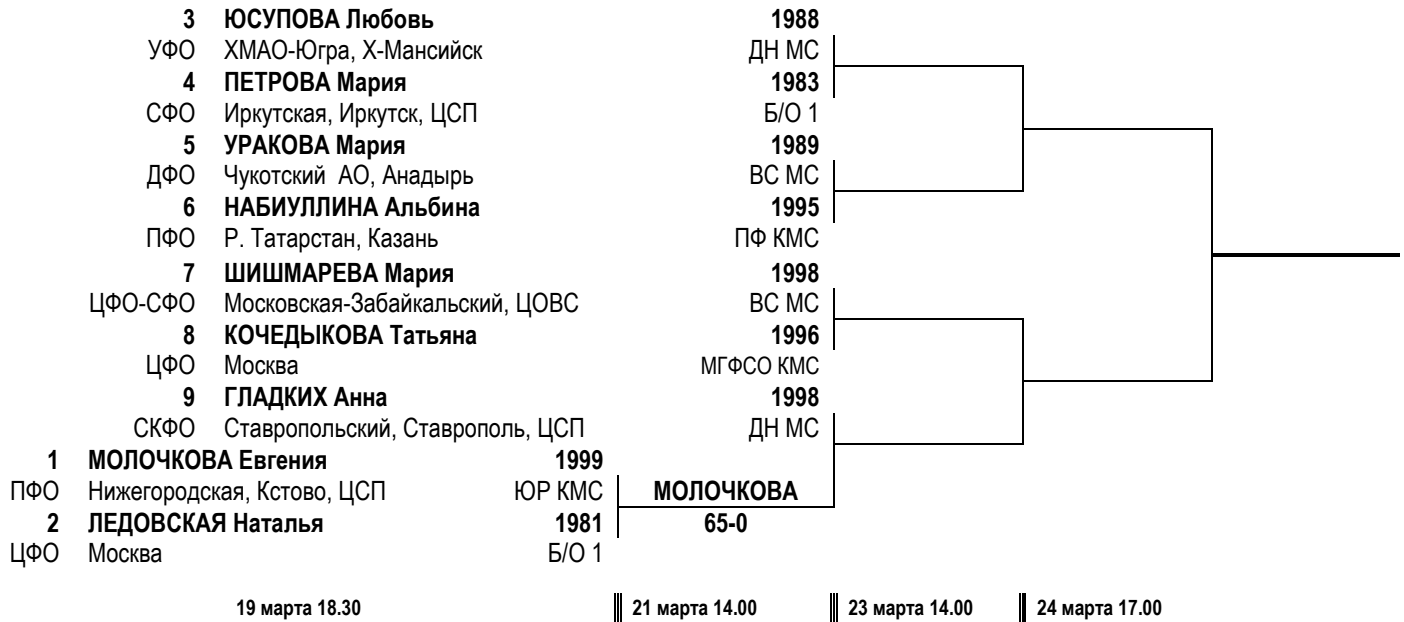 3 ЮСУПОВА Любовь 1988
УФО ХМАО-Югра, Х-Мансийск ДН МС
4 ПЕТРОВА Мария 1983
СФО Иркутская, Иркутск, ЦСП Б/О 1
5 УРАКОВА Мария 1989
ДФО Чукотский АО, Анадырь ВС МС
6 НАБИУЛЛИНА Альбина 1995
ПФО Р. Татарстан, Казань ПФ КМС
7 ШИШМАРЕВА Мария 1998
ЦФО-СФО Московская-Забайкальский, ЦОВС ВС МС
8 КОЧЕДЫКОВА Татьяна 1996
ЦФО Москва МГФСО КМС
9 ГЛАДКИХ Анна 1998
СКФО Ставропольский, Ставрополь, ЦСП ДН МС
1 МОЛОЧКОВА Евгения 1999
ПФО Нижегородская, Кстово, ЦСП ЮР КМС МОЛОЧКОВА
2 ЛЕДОВСКАЯ Наталья 1981 65-0
ЦФО Москва Б/О 1
19 марта 18.30 21 марта 14.00 23 марта 14.00 24 марта 17.00